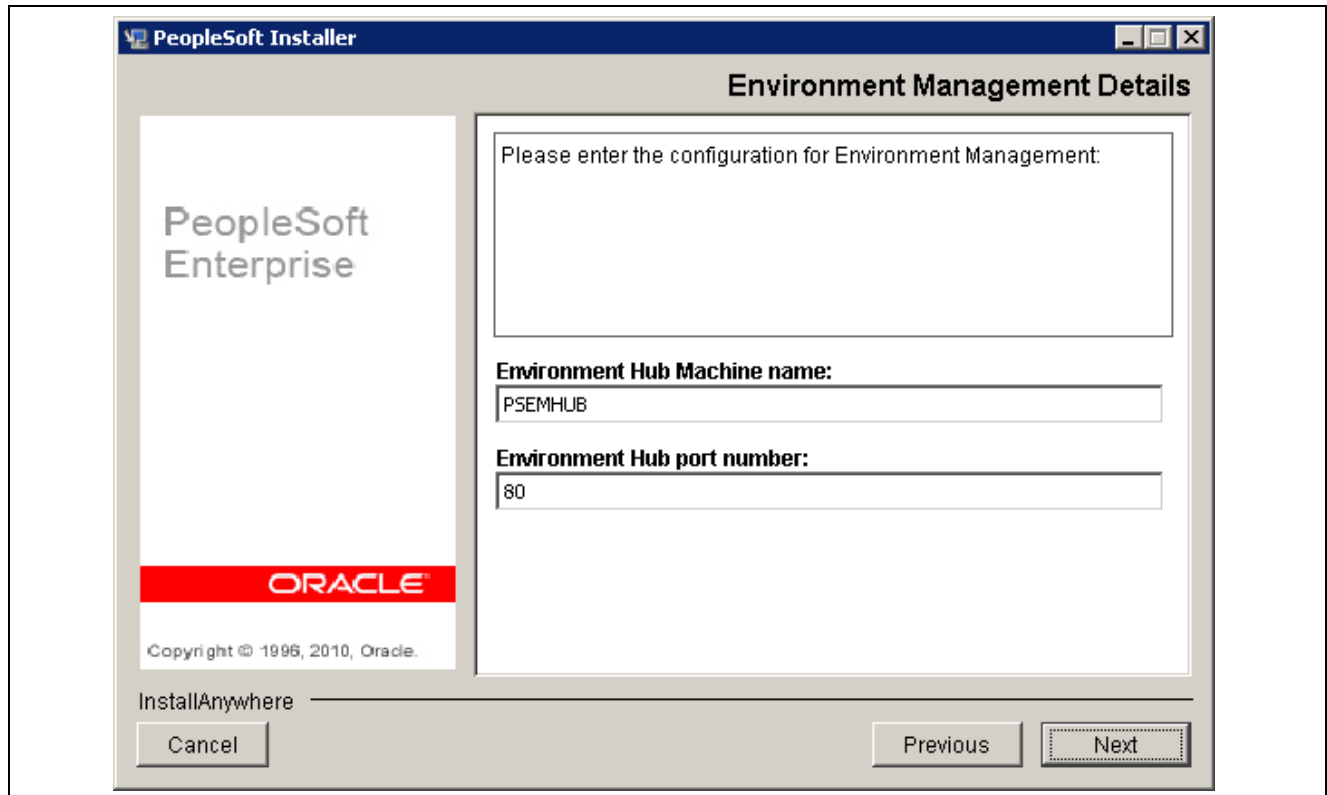 PeopleSoft Installer
Environment Management Details
PeopleSoft
Enterprise
ORACLE
Copyright © 1996, 2010, Oracle.
Please enter the configuration for Environment Management:
Environment Hub Machine name:
PSEMHUB
Environment Hub port number:
80
InstallAnywhere
Cancel
Previous
Next